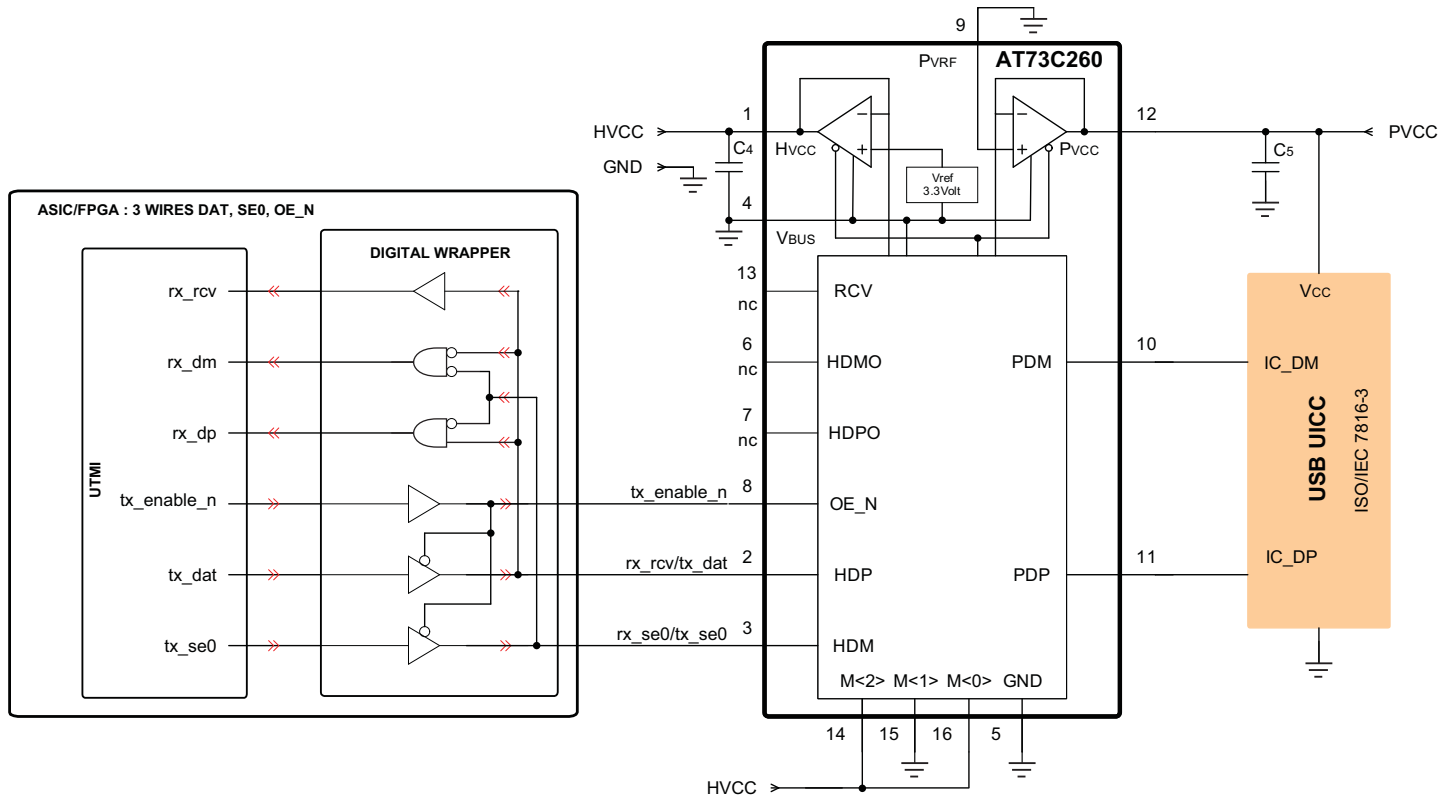 9
PVRF
AT73C260
HVCC
1
12
PVCC
C4
HVCC
PVCC
C5
GND
Vref
3.3Volt
4
VBUS
ASIC/FPGA : 3 WIRES DAT, SE0, OE_N
DIGITAL WRAPPER
UTMI
rx_rcv
rx_dm
rx_dp
tx_enable_n
tx_dat
tx_se0
tx_enable_n
8
rx_rcv/tx_dat
2
rx_se0/tx_se0
3
13
nc
RCV
6
nc
HDMO
7
nc
HDPO
OE_N
HDP
HDM
PDM
10
PDP
11
M<2> M<1> M<0> GND
14
15
16
5
HVCC
VCC
IC_DM
USB UICC
ISO/IEC 7816-3
IC_DP